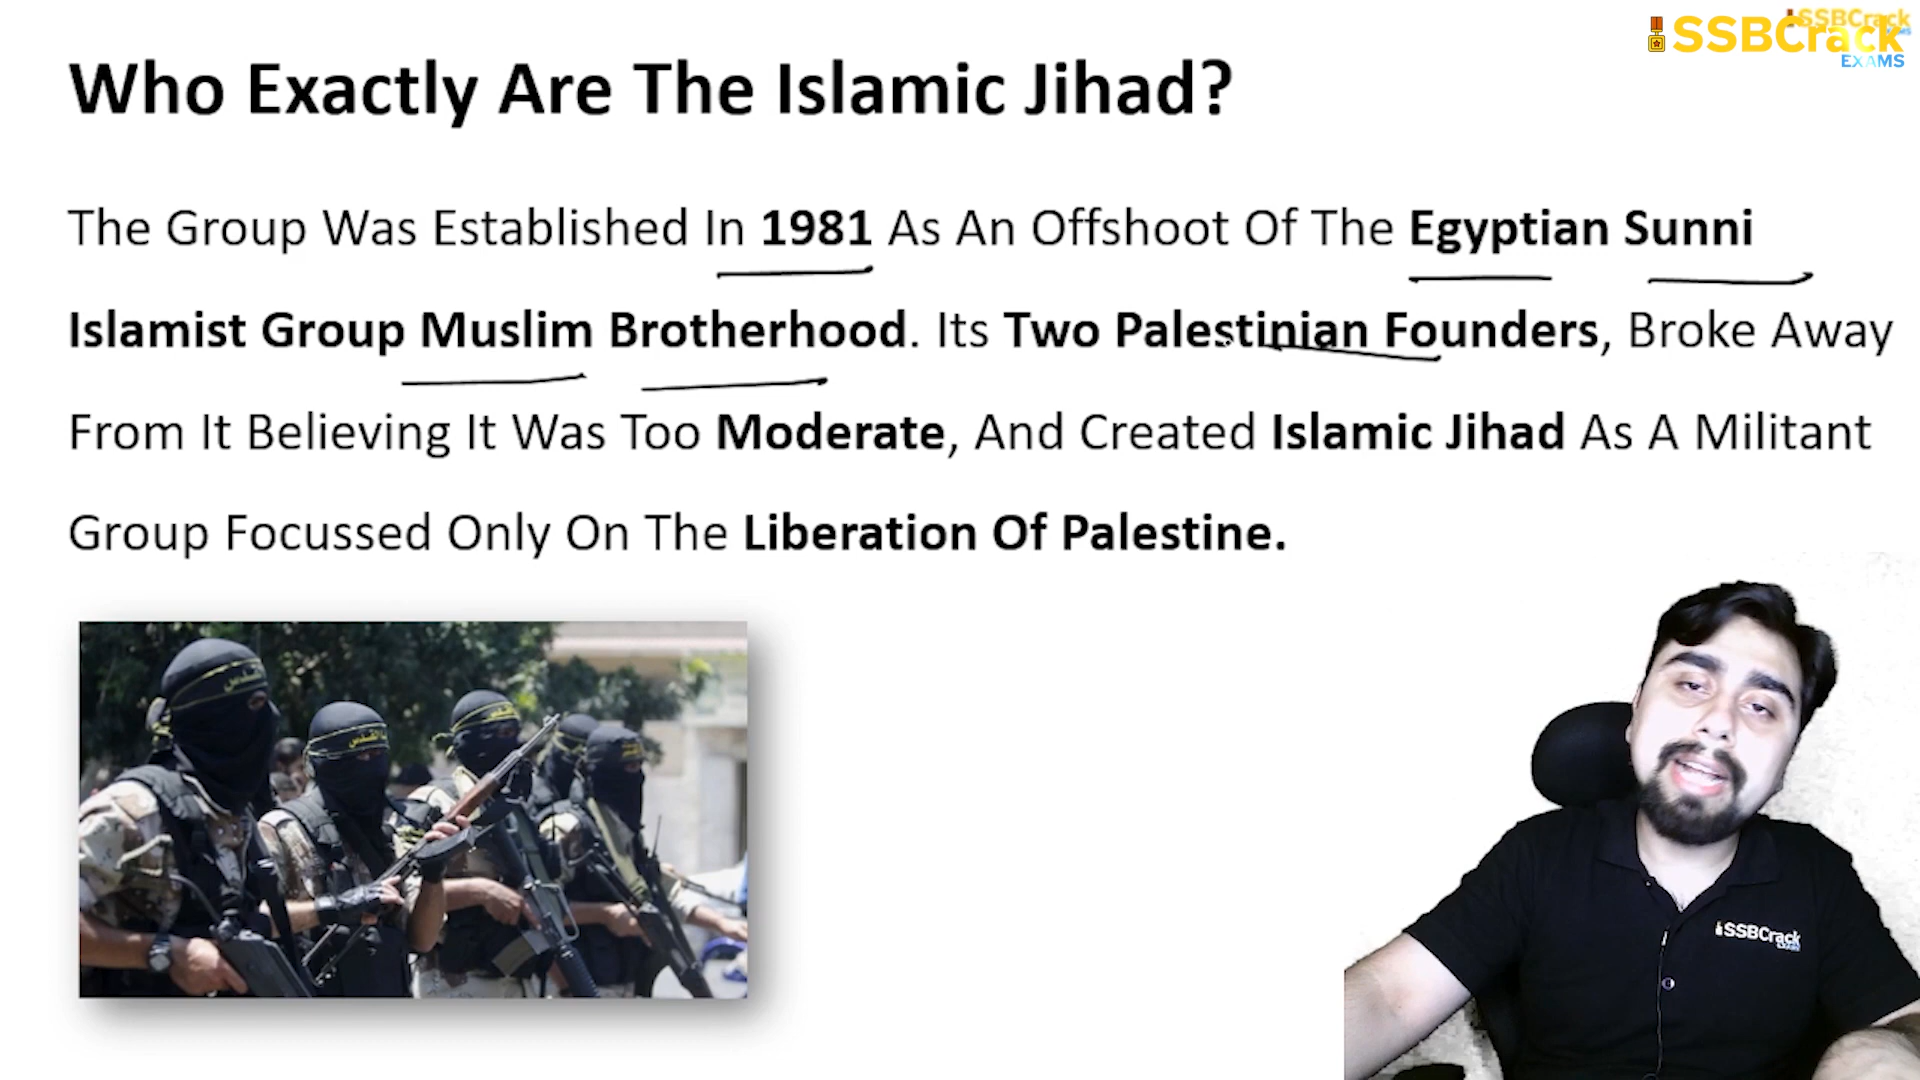 SSBCrack
EXAMS
SSBCrack
Who Exactly Are The Islamic Jihad?
The Group Was Established In 1981 As An Offshoot Of The Egyptian Sunni
Islamist Group Muslim Brotherhood. Its Two Palestinian Founders, Broke Away
From It Believing It Was Too Moderate, And Created Islamic Jihad As A Militant
Group Focussed Only On The Liberation Of Palestine.
SSBCrack